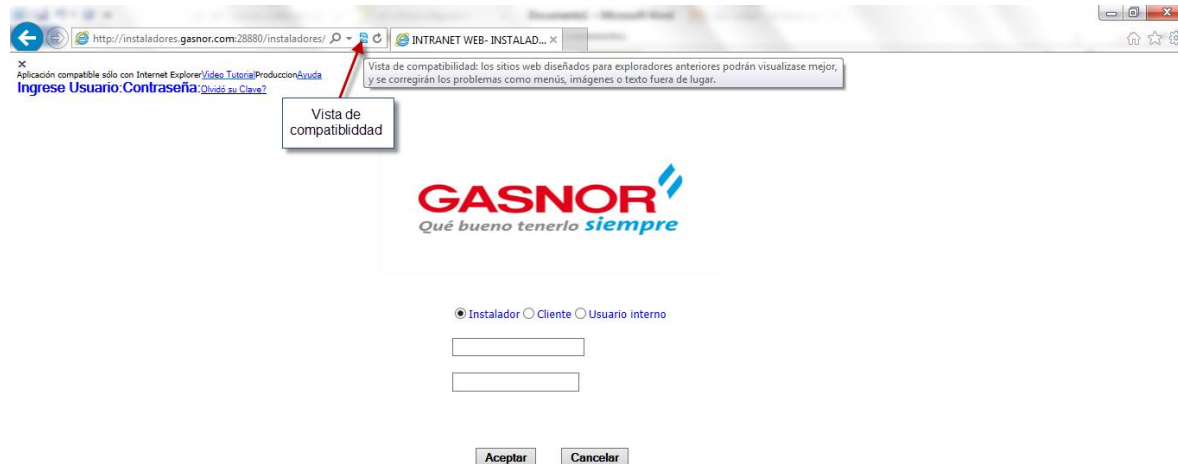 http://instaladores.gasnor.com:28880/instaladores/
INTRANET WEB- INSTALAD...
Aplicación compatible sólo con Internet ExplorerVideo TutorialProduccionAyuda
Ingrese Usuario:Contraseña:Olvidó su Clave?
Vista de compatibilidad: los sitios web diseñados para exploradores anteriores podrán visualizase mejor,
y se corregirán los problemas como menús, imágenes o texto fuera de lugar.
Vista de
compatibliddad
GASNOR
Qué bueno tenerlo siempre
Instalador Cliente Usuario interno
Aceptar Cancelar